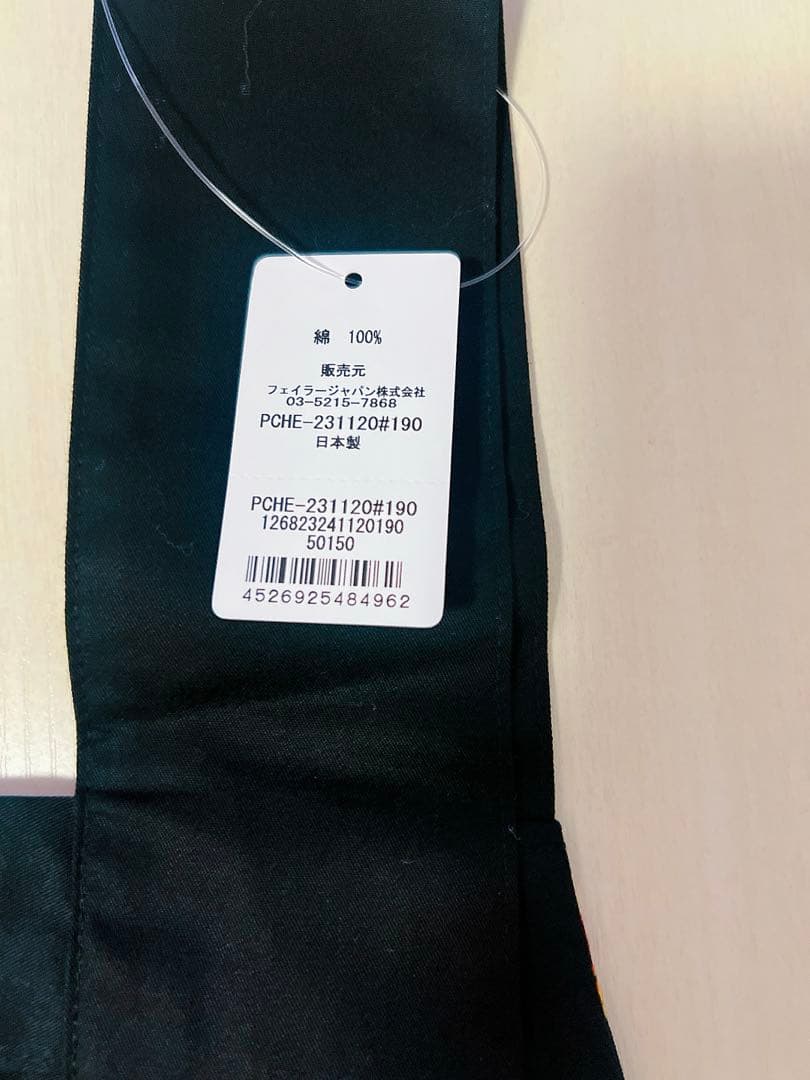 綿 100%
販売元
フェイラージャパン株式会社
03-5215-7868
PCHE-231120#190
日本製
PCHE-231120#190
126823241120190
50150
4526925484962